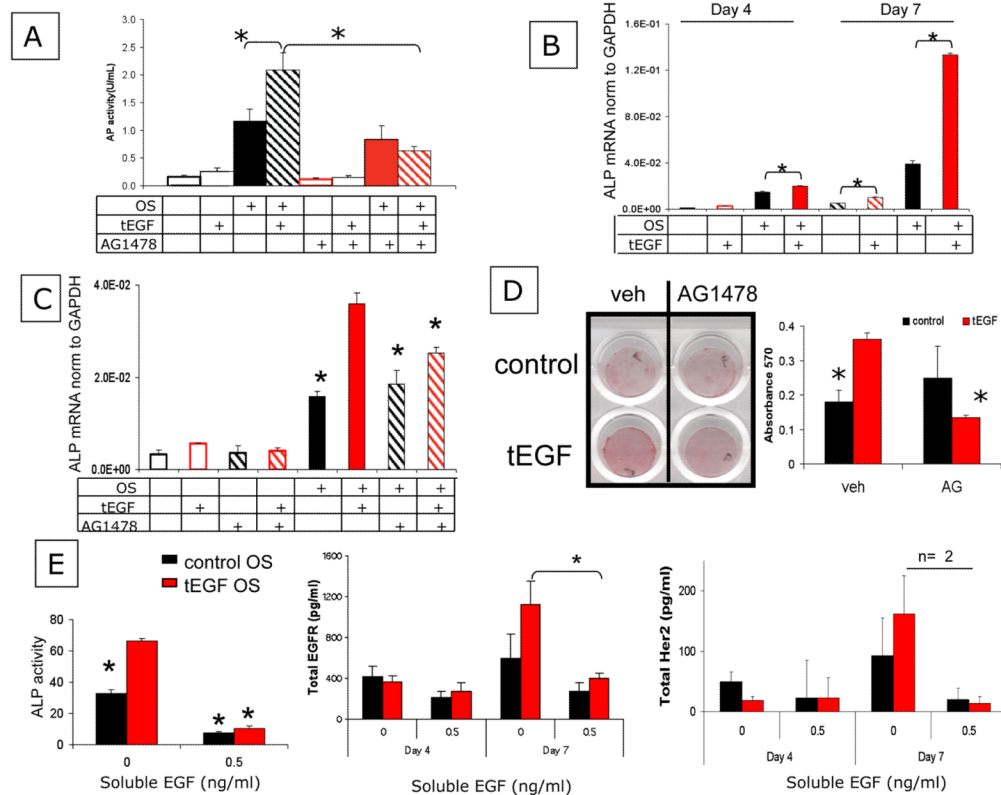 A
AP activity(U/mL)
3.0
2.5
2.0
1.5
1.0
0.5
0.0
*
*
OS + + + +
tEGF + + + +
AG1478 + + + +
B
ALP mRNA norm to GAPDH
Day 4 Day 7
1.6E-01
1.2E-01
8.0E-02
4.0E-02
0.0E+00
* * * *
OS + + + +
tEGF + + + +
C
ALP mRNA norm to GAPDH
4.0E-02
2.0E-02
0.0E+00
* * *
OS + + + +
tEGF + + + +
AG1478 + + + +
D
veh AG1478
control
tEGF
control tEGF
Absorbance 570
0.4
0.3
0.2
0.1
0
* *
veh AG
E
control OS
tEGF OS
ALP activity
80
60
40
20
0
* * *
0 0.5
Soluble EGF (ng/ml)
Total EGFR (pg/ml)
1600
1200
800
400
0
*
0 0.5 0 0.5
Day 4 Day 7
Soluble EGF (ng/ml)
Total Her2 (pg/ml)
200
100
0
n= 2
0 0.5 0 0.5
Day 4 Day 7
Soluble EGF (ng/ml)